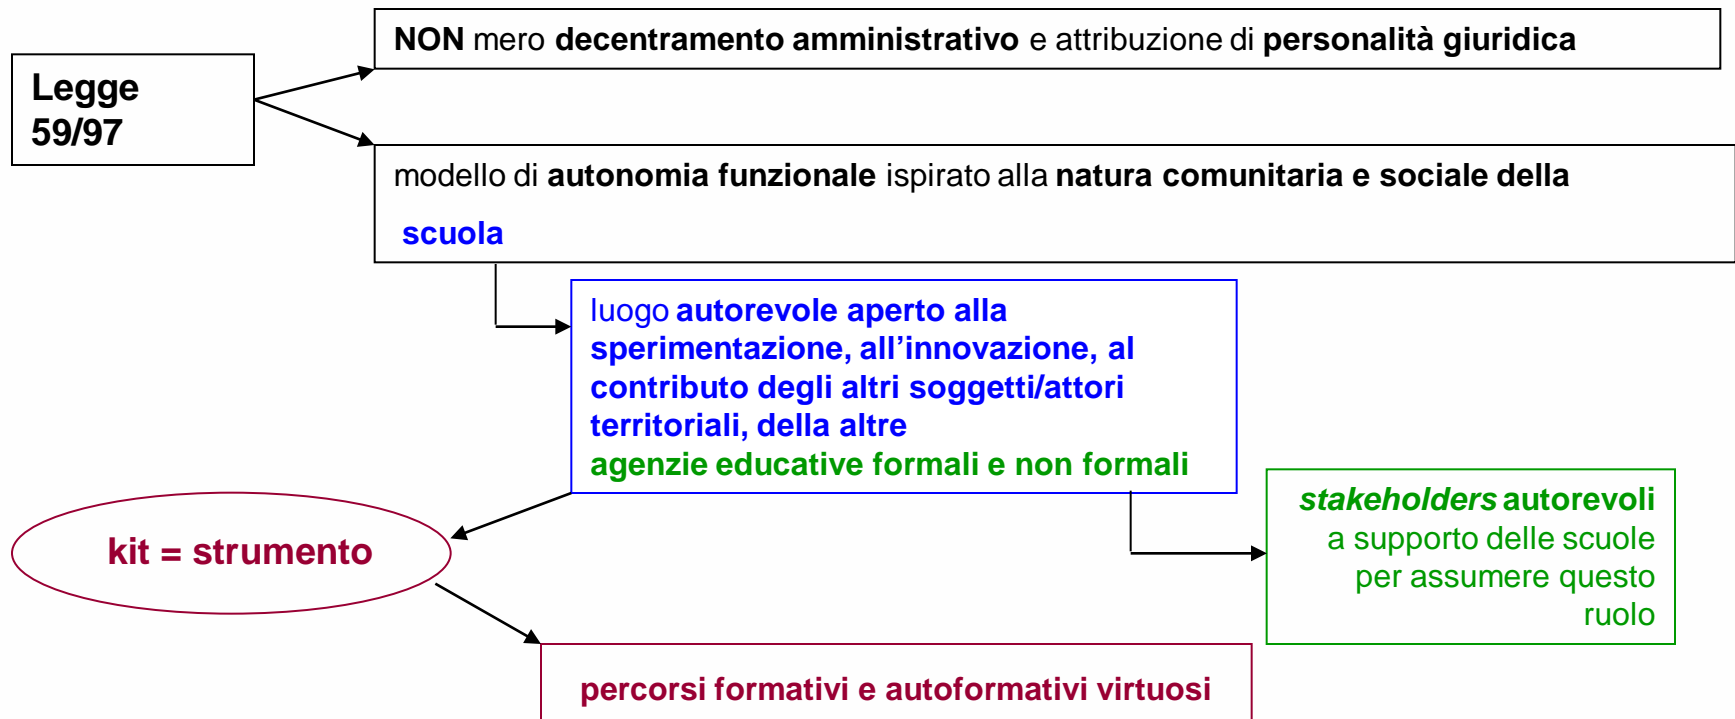 NON mero decentramento amministrativo e attribuzione di personalità giuridica
Legge
59/97
modello di autonomia funzionale ispirato alla natura comunitaria e sociale della
scuola
luogo autorevole aperto alla
sperimentazione, all’innovazione, al
contributo degli altri soggetti/attori
territoriali, della altre
agenzie educative formali e non formali
stakeholders autorevoli
a supporto delle scuole
per assumere questo
ruolo
kit = strumento
percorsi formativi e autoformativi virtuosi